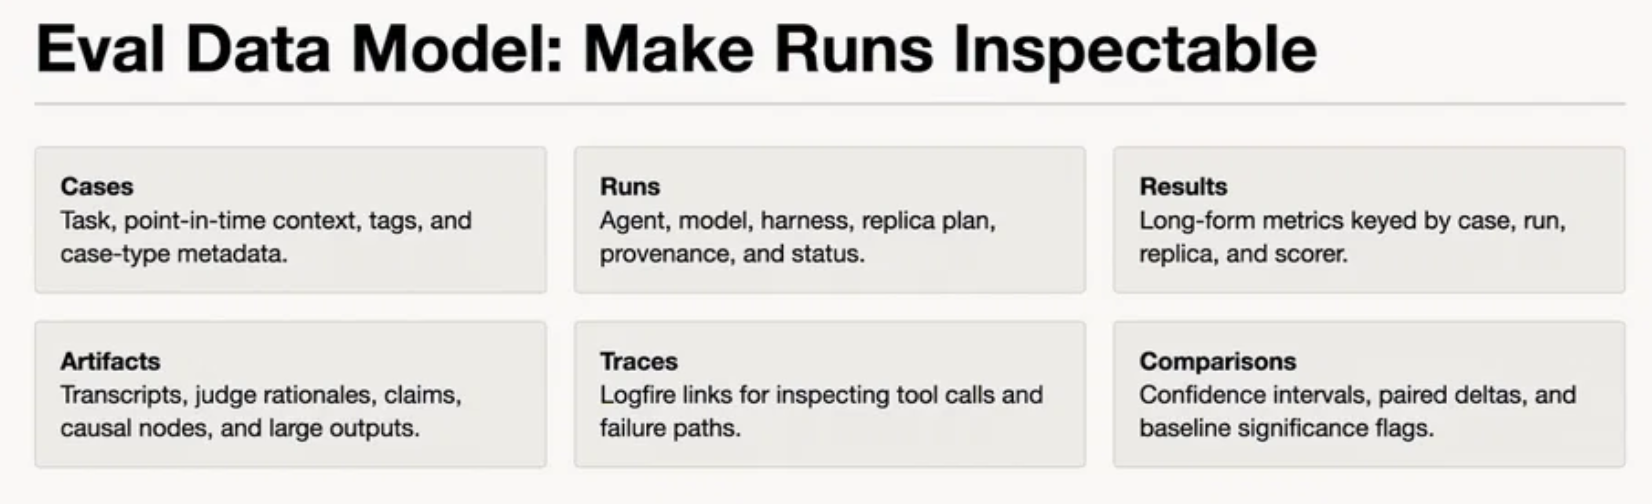 Eval Data Model: Make Runs Inspectable
Cases
Task, point-in-time context, tags, and
case-type metadata.
Runs
Agent, model, harness, replica plan,
provenance, and status.
Results
Long-form metrics keyed by case, run,
replica, and scorer.
Artifacts
Transcripts, judge rationales, claims,
causal nodes, and large outputs.
Traces
Logfire links for inspecting tool calls and
failure paths.
Comparisons
Confidence intervals, paired deltas, and
baseline significance flags.